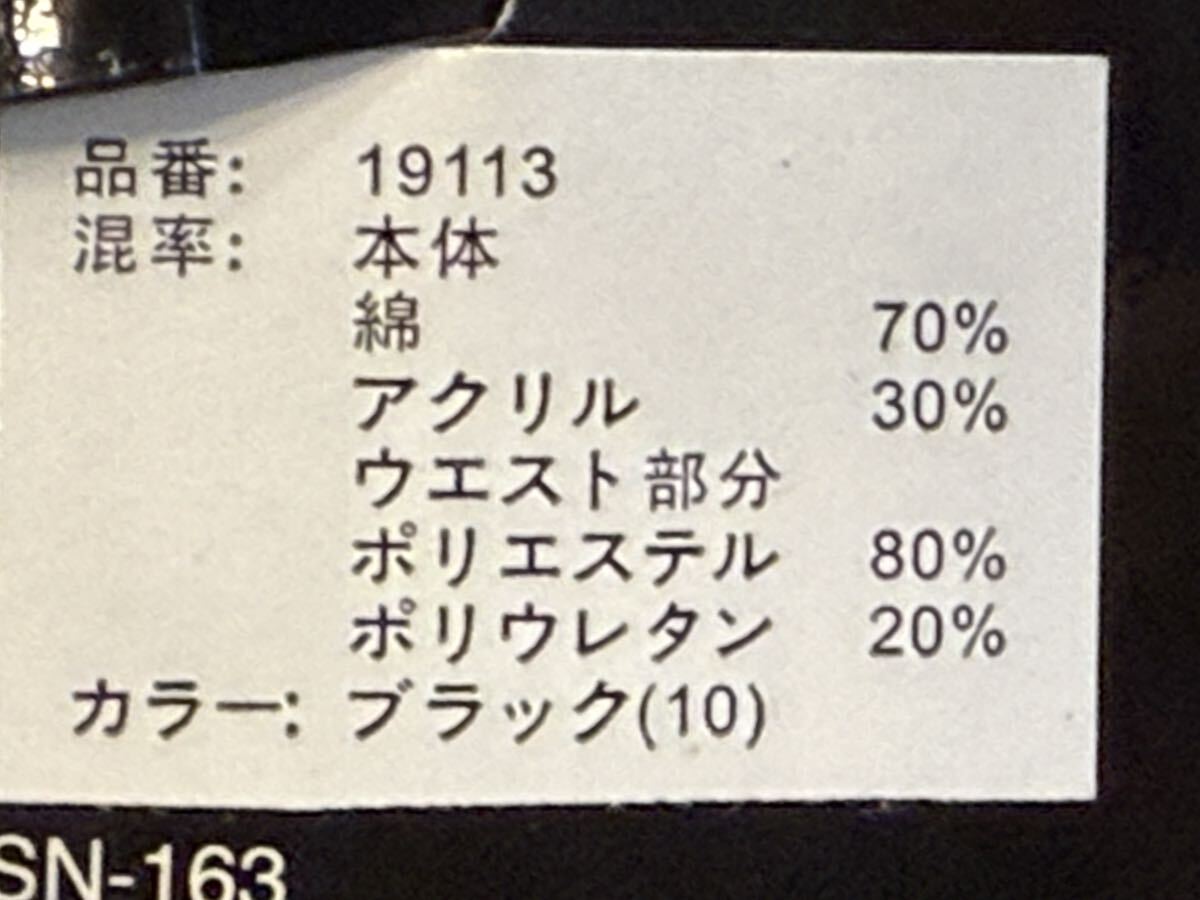 品番: 19113
混率: 本体
綿 70%
アクリル 30%
ウエスト部分
ポリエステル 80%
ポリウレタン 20%
カラー: ブラック(10)
SN-163